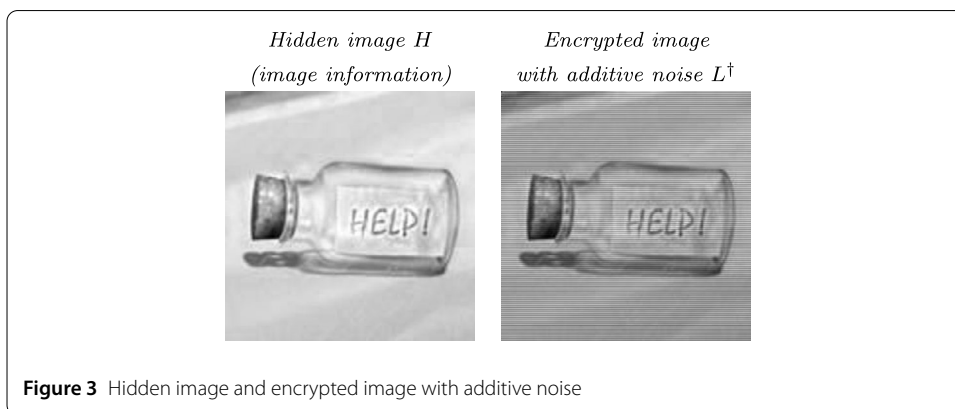 Hidden image H
(image information)
Encrypted image
with additive noise L†
HELP!
HELP!
Figure 3 Hidden image and encrypted image with additive noise